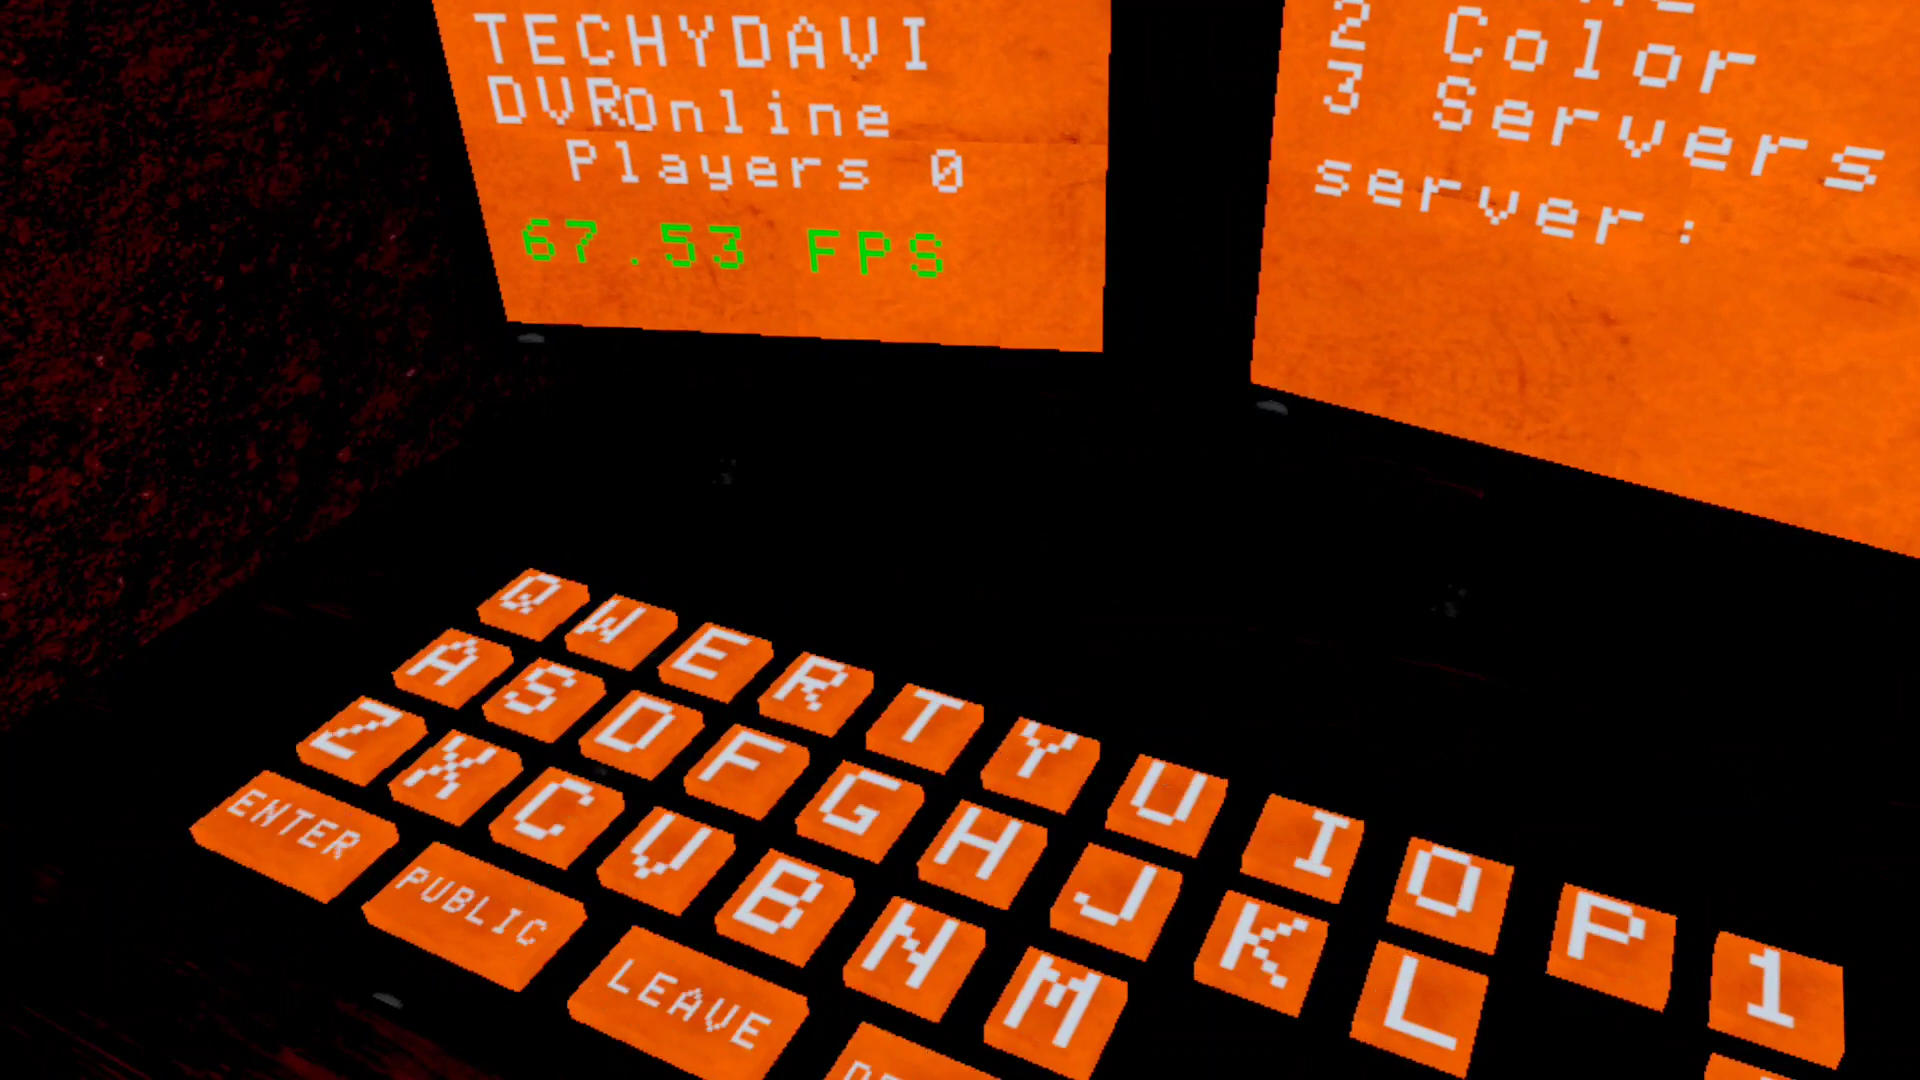 TECHYDAVI
DVROnline
Players 0
67.53 FPS
2 Color
3 Servers
server:
Q W E R T Y U I O P 1
A S D F G H J K L
Z X C V B N M
ENTER PUBLIC LEAVE